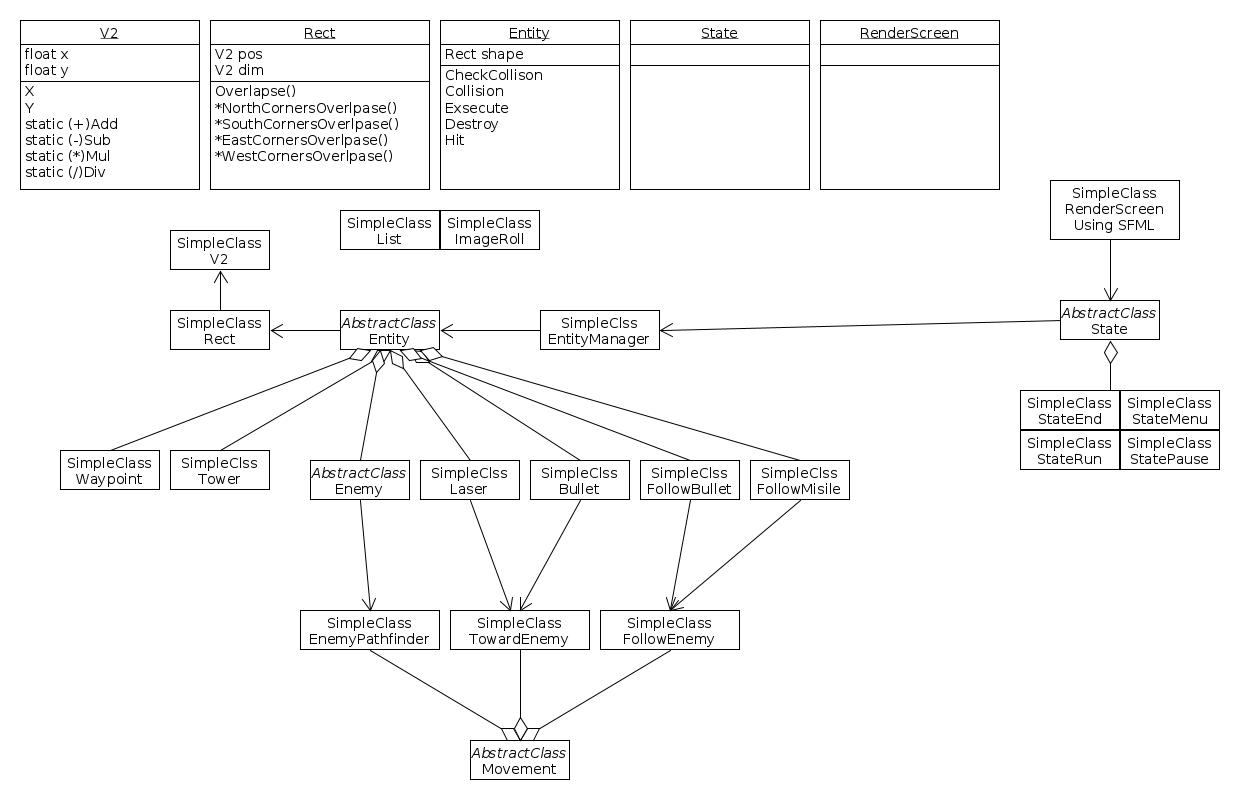 V2
float x
float y
X
Y
static (+)Add
static (-)Sub
static (*)Mul
static (/)Div
Rect
V2 pos
V2 dim
Overlapse()
*NorthCornersOverlpase()
*SouthCornersOverlpase()
*EastCornersOverlpase()
*WestCornersOverlpase()
Entity
Rect shape
CheckCollison
Collision
Exsecute
Destroy
Hit
State
RenderScreen
SimpleClass
RenderScreen
Using SFML
SimpleClass
List
SimpleClass
ImageRoll
SimpleClass
V2
SimpleClass
Rect
AbstractClass
Entity
SimpleClss
EntityManager
AbstractClass
State
SimpleClass
StateEnd
SimpleClass
StateMenu
SimpleClass
StateRun
SimpleClass
StatePause
SimpleClass
Waypoint
SimpleClss
Tower
AbstractClass
Enemy
SimpleClss
Laser
SimpleClss
Bullet
SimpleClss
FollowBullet
SimpleClss
FollowMisile
SimpleClass
EnemyPathfinder
SimpleClass
TowardEnemy
SimpleClass
FollowEnemy
AbstractClass
Movement